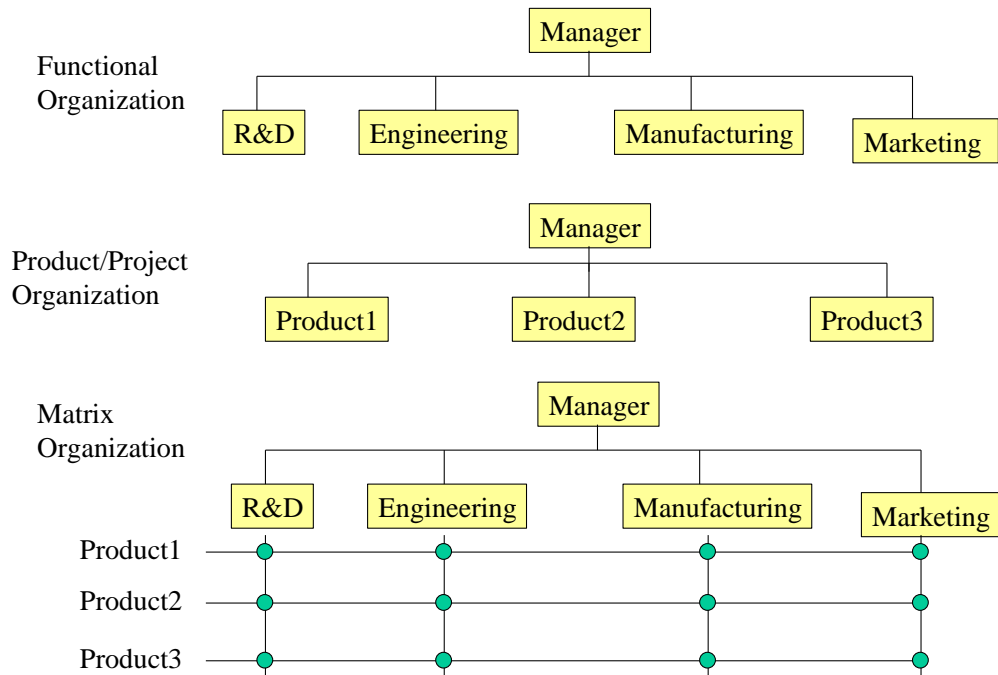 Manager
Functional
Organization
R&D
Engineering
Manufacturing
Marketing
Manager
Product/Project
Organization
Product1
Product2
Product3
Manager
Matrix
Organization
R&D
Engineering
Manufacturing
Marketing
Product1
Product2
Product3